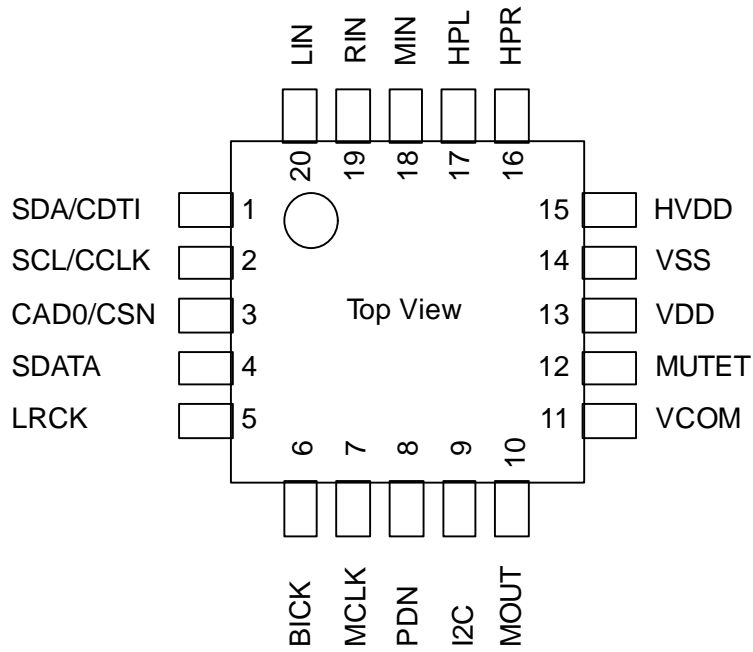 LIN
RIN
MIN
HPL
HPR
20
19
18
17
16
SDA/CDTI
1
SCL/CCLK
2
CAD0/CSN
3
SDATA
4
LRCK
5
Top View
15
HVDD
14
VSS
13
VDD
12
MUTET
11
VCOM
6
7
8
9
10
BICK
MCLK
PDN
I2C
MOUT